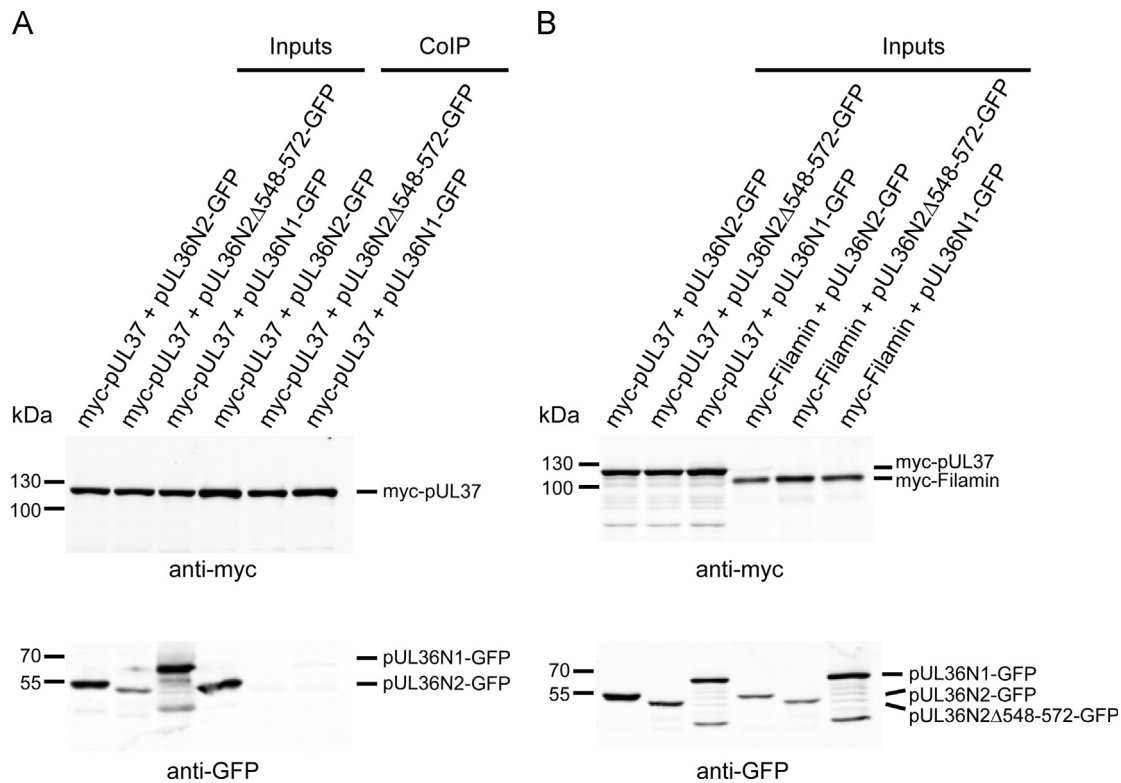 A
Inputs
CoIP
myc-pUL37 + pUL36N2-GFP
myc-pUL37 + pUL36N2Δ548-572-GFP
myc-pUL37 + pUL36N1-GFP
myc-pUL37 + pUL36N2-GFP
myc-pUL37 + pUL36N2Δ548-572-GFP
myc-pUL37 + pUL36N1-GFP
kDa
130
100
myc-pUL37
anti-myc
70
55
pUL36N1-GFP
pUL36N2-GFP
anti-GFP
B
Inputs
myc-pUL37 + pUL36N2-GFP
myc-pUL37 + pUL36N2Δ548-572-GFP
myc-pUL37 + pUL36N1-GFP
myc-Filamin + pUL36N2-GFP
myc-Filamin + pUL36N2Δ548-572-GFP
myc-Filamin + pUL36N1-GFP
kDa
130
100
myc-pUL37
myc-Filamin
anti-myc
70
55
pUL36N1-GFP
pUL36N2-GFP
pUL36N2Δ548-572-GFP
anti-GFP